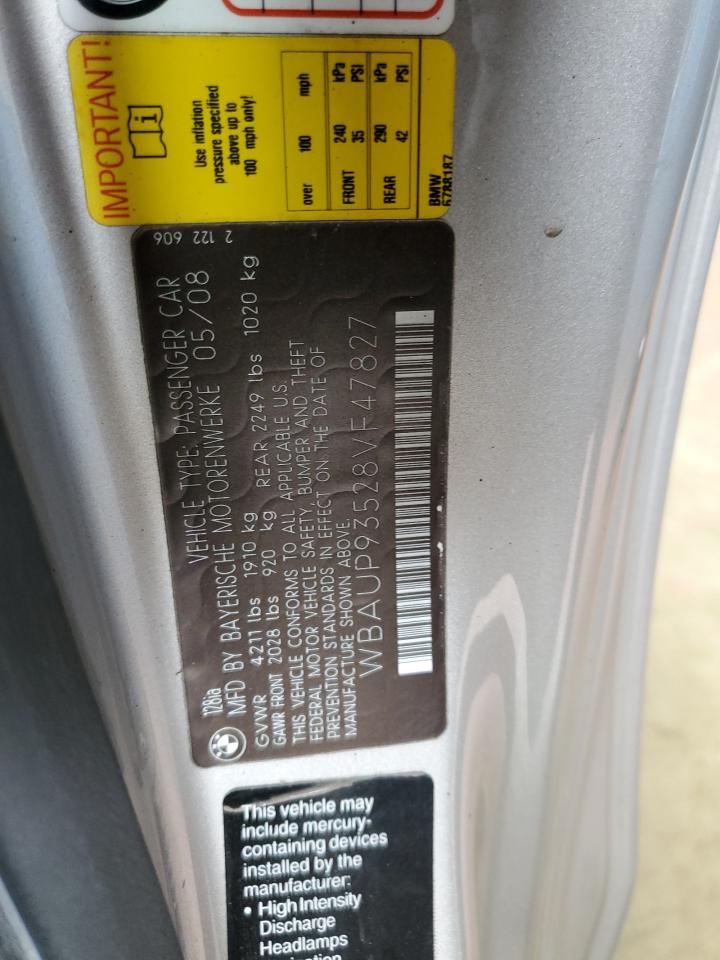 IMPORTANT!
Use inflation
pressure specified
above up to
100 mph only!
over 100 mph
FRONT 240 kPa
35 PSI
REAR 290 kPa
42 PSI
BMW
6788187
128ia VEHICLE TYPE: PASSENGER CAR 2 122 606
MFD BY BAYERISCHE MOTORENWERKE 05/08
GVWR 4211 lbs 1910 kg
GAWR FRONT 2028 lbs 920 kg REAR 2249 lbs 1020 kg
THIS VEHICLE CONFORMS TO ALL APPLICABLE U.S.
FEDERAL MOTOR VEHICLE SAFETY, BUMPER AND THEFT
PREVENTION STANDARDS IN EFFECT ON THE DATE OF
MANUFACTURE SHOWN ABOVE.
WBAUP93528VF47827
This vehicle may
include mercury-
containing devices
installed by the
manufacturer:
• High Intensity
Discharge
Headlamps